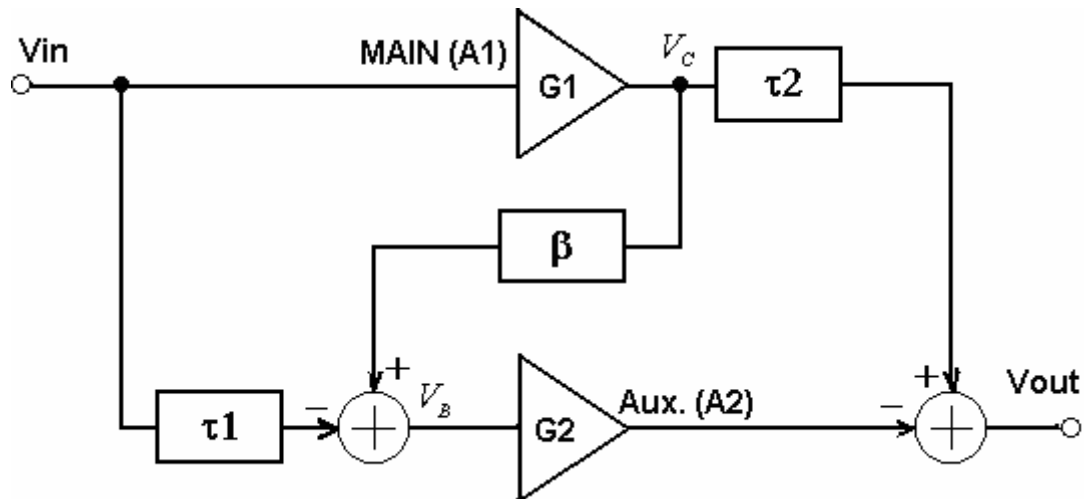 Vin
MAIN (A1)
G1
V_C
τ2
β
+
τ1
−
V_B
G2
Aux. (A2)
+
−
Vout